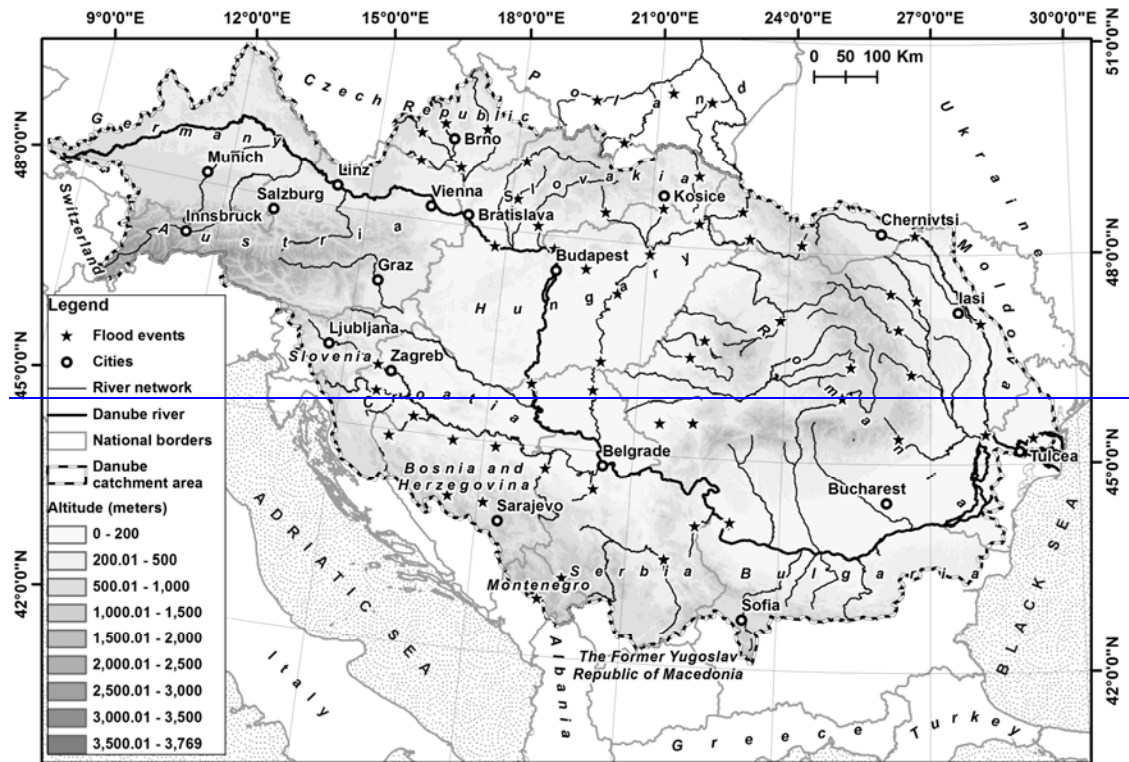 9°0'0"E 12°0'0"E 15°0'0"E 18°0'0"E 21°0'0"E 24°0'0"E 27°0'0"E 30°0'0"E
51°0'0"N
48°0'0"N
45°0'0"N
42°0'0"N
48°0'0"N
45°0'0"N
42°0'0"N
0 50 100 Km
Poland
Czech Republic
Germany
Ukraine
Brno
Munich
Linz
Slovakia
Kosice
Salzburg
Vienna
Switzerland
Innsbruck
Bratislava
Chernivtsi
Moldova
Austria
Budapest
Graz
Hungary
Iasi
Romania
Ljubljana
Slovenia
Zagreb
Croatia
Belgrade
Tulcea
Bosnia and
Herzegovina
Bucharest
Sarajevo
Serbia
Bulgaria
Montenegro
Sofia
ADRIATIC SEA
BLACK SEA
The Former Yugoslav
Republic of Macedonia
Albania
Italy
Greece
Turkey
Legend
Flood events
Cities
River network
Danube river
National borders
Danube
catchment area
Altitude (meters)
0 - 200
200.01 - 500
500.01 - 1,000
1,000.01 - 1,500
1,500.01 - 2,000
2,000.01 - 2,500
2,500.01 - 3,000
3,000.01 - 3,500
3,500.01 - 3,769